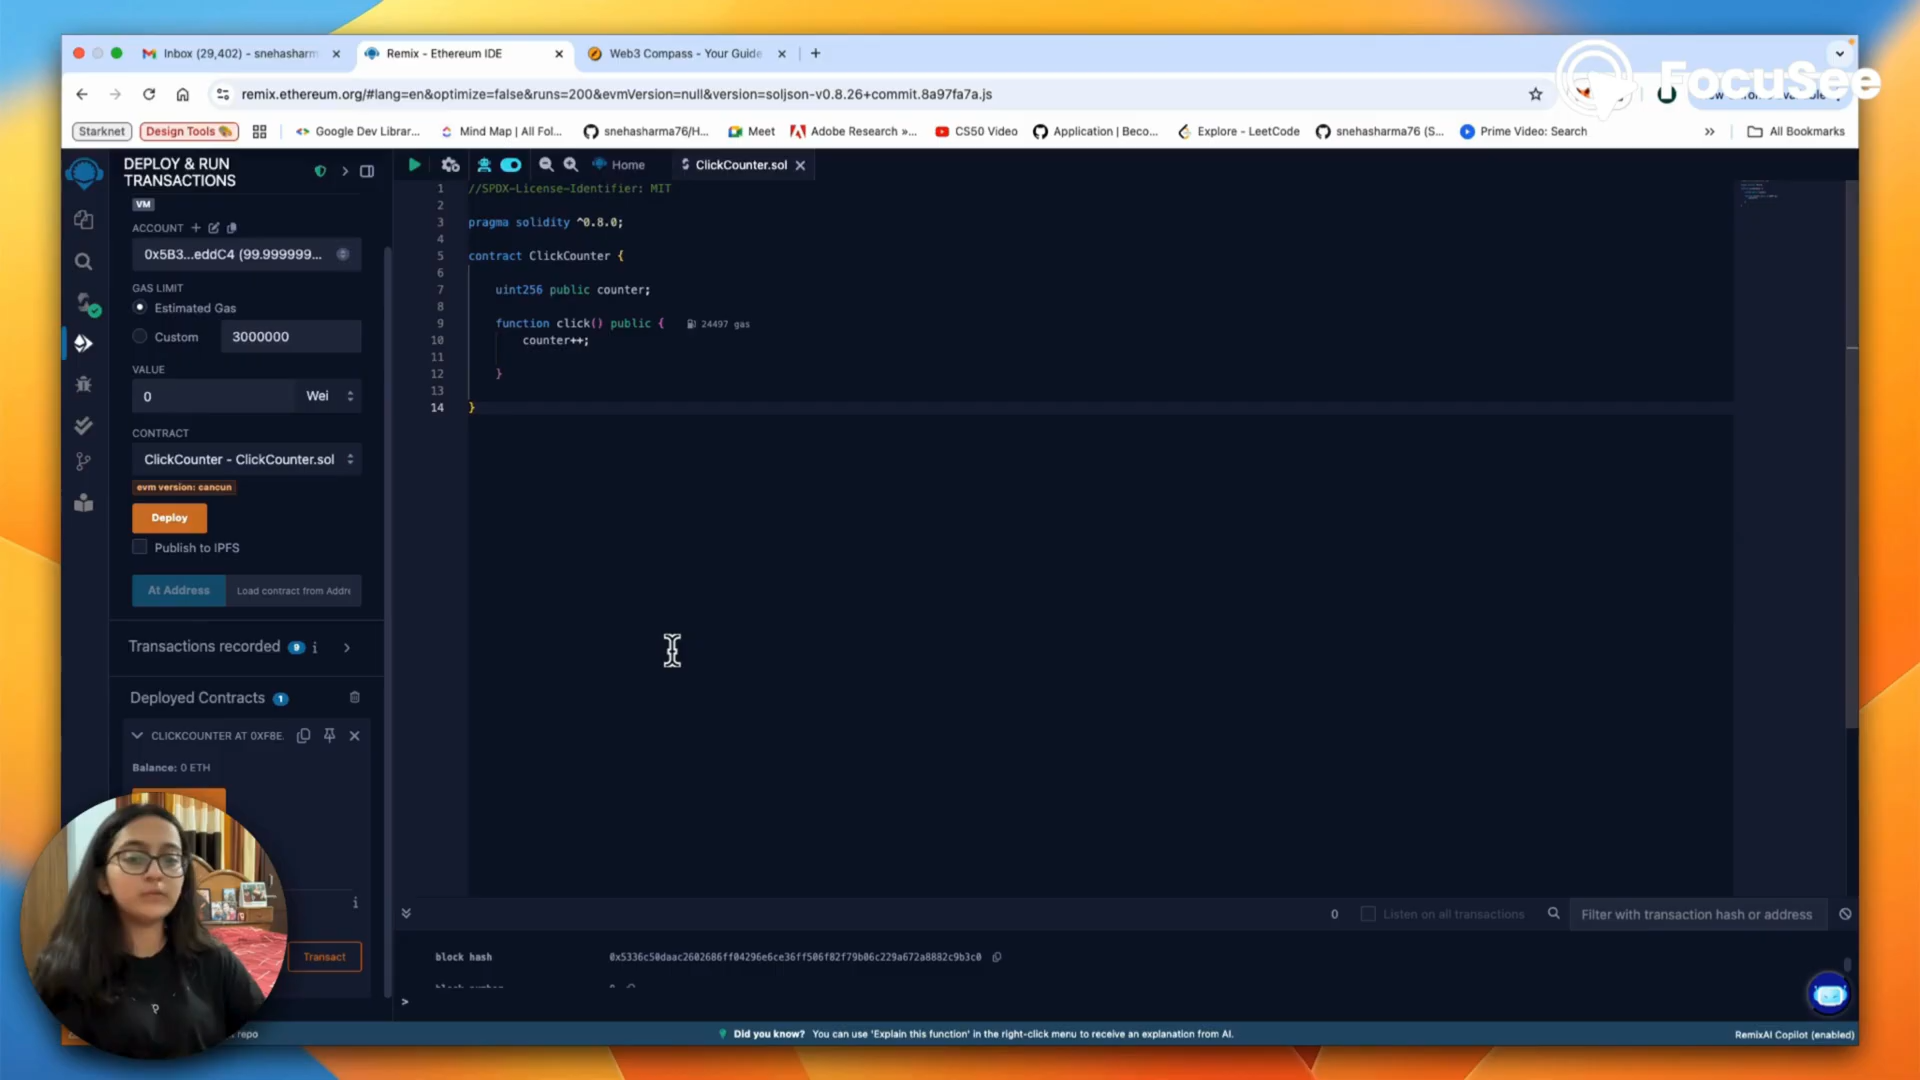 Inbox (29,402) - snehasharm
Remix - Ethereum IDE
Web3 Compass - Your Guide
FocuSee
remix.ethereum.org/#lang=en&optimize=false&runs=200&evmVersion=null&version=soljson-v0.8.26+commit.8a97fa7a.js
Starknet
Design Tools
Google Dev Librar...
Mind Map | All Fol...
snehasharma76/H...
Meet
Adobe Research »...
CS50 Video
Application | Beco...
Explore - LeetCode
snehasharma76 (S...
Prime Video: Search
All Bookmarks
DEPLOY & RUN
TRANSACTIONS
VM
ACCOUNT
0x5B3...eddC4 (99.999999...
GAS LIMIT
Estimated Gas
Custom
3000000
VALUE
0
Wei
CONTRACT
ClickCounter - ClickCounter.sol
evm version: cancun
Deploy
Publish to IPFS
At Address
Load contract from Addre
Transactions recorded 9 i
Deployed Contracts 1
CLICKCOUNTER AT 0XF8E.
Balance: 0 ETH
i
Transact
repo
Home
ClickCounter.sol
1 //SPDX-License-Identifier: MIT
2
3 pragma solidity ^0.8.0;
4
5 contract ClickCounter {
6
7 uint256 public counter;
8
9 function click() public { 24497 gas
10 counter++;
11
12 }
13
14 }
0
Listen on all transactions
Filter with transaction hash or address
block hash
0x5336c50daac2602686ff04296e6ce36ff506f82f79b06c229a672a8882c9b3c0
>
Did you know? You can use 'Explain this function' in the right-click menu to receive an explanation from AI.
RemixAI Copilot (enabled)